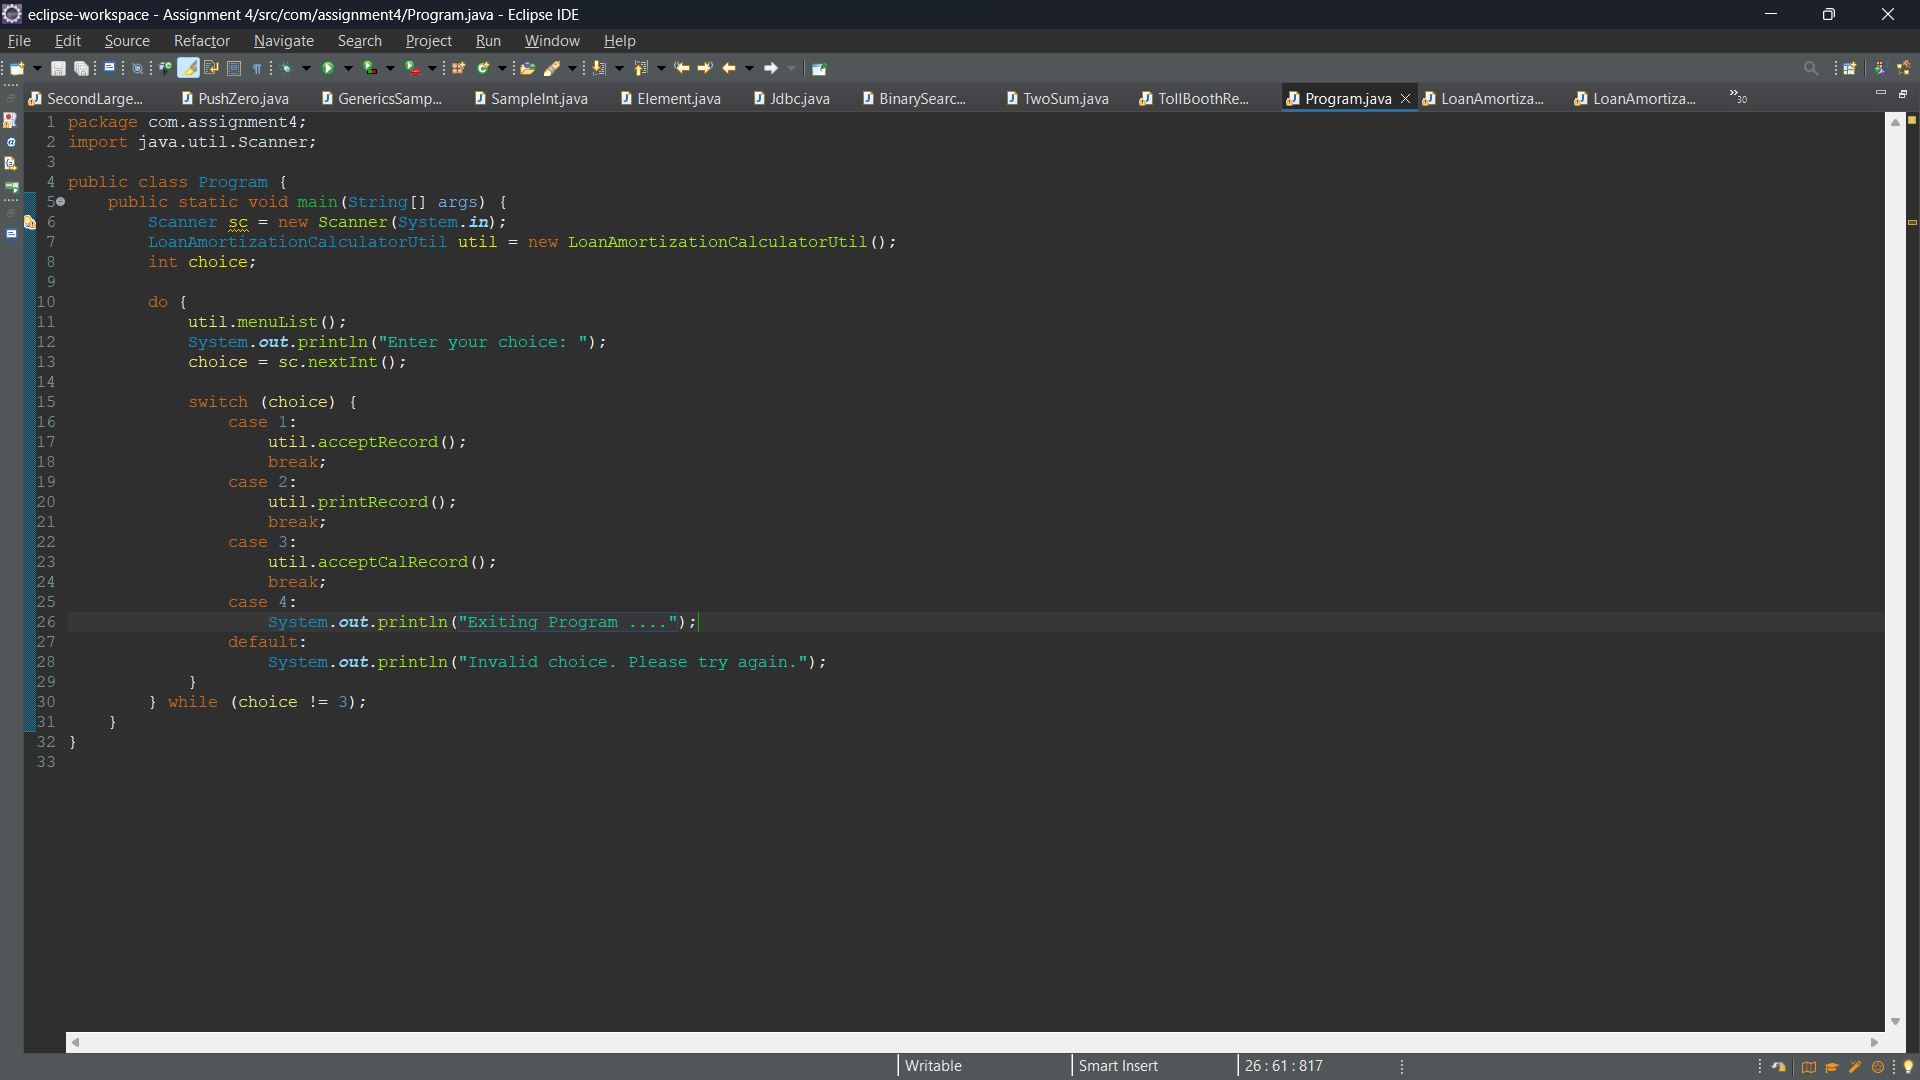 eclipse-workspace - Assignment 4/src/com/assignment4/Program.java - Eclipse IDE
File Edit Source Refactor Navigate Search Project Run Window Help
SecondLarge... PushZero.java GenericsSamp... SampleInt.java Element.java Jdbc.java BinarySearc... TwoSum.java TollBoothRe... Program.java LoanAmortiza... LoanAmortiza... »30
1 package com.assignment4;
2 import java.util.Scanner;
3
4 public class Program {
5 public static void main(String[] args) {
6 Scanner sc = new Scanner(System.in);
7 LoanAmortizationCalculatorUtil util = new LoanAmortizationCalculatorUtil();
8 int choice;
9
10 do {
11 util.menuList();
12 System.out.println("Enter your choice: ");
13 choice = sc.nextInt();
14
15 switch (choice) {
16 case 1:
17 util.acceptRecord();
18 break;
19 case 2:
20 util.printRecord();
21 break;
22 case 3:
23 util.acceptCalRecord();
24 break;
25 case 4:
26 System.out.println("Exiting Program ....");
27 default:
28 System.out.println("Invalid choice. Please try again.");
29 }
30 } while (choice != 3);
31 }
32 }
33
Writable Smart Insert 26 : 61 : 817